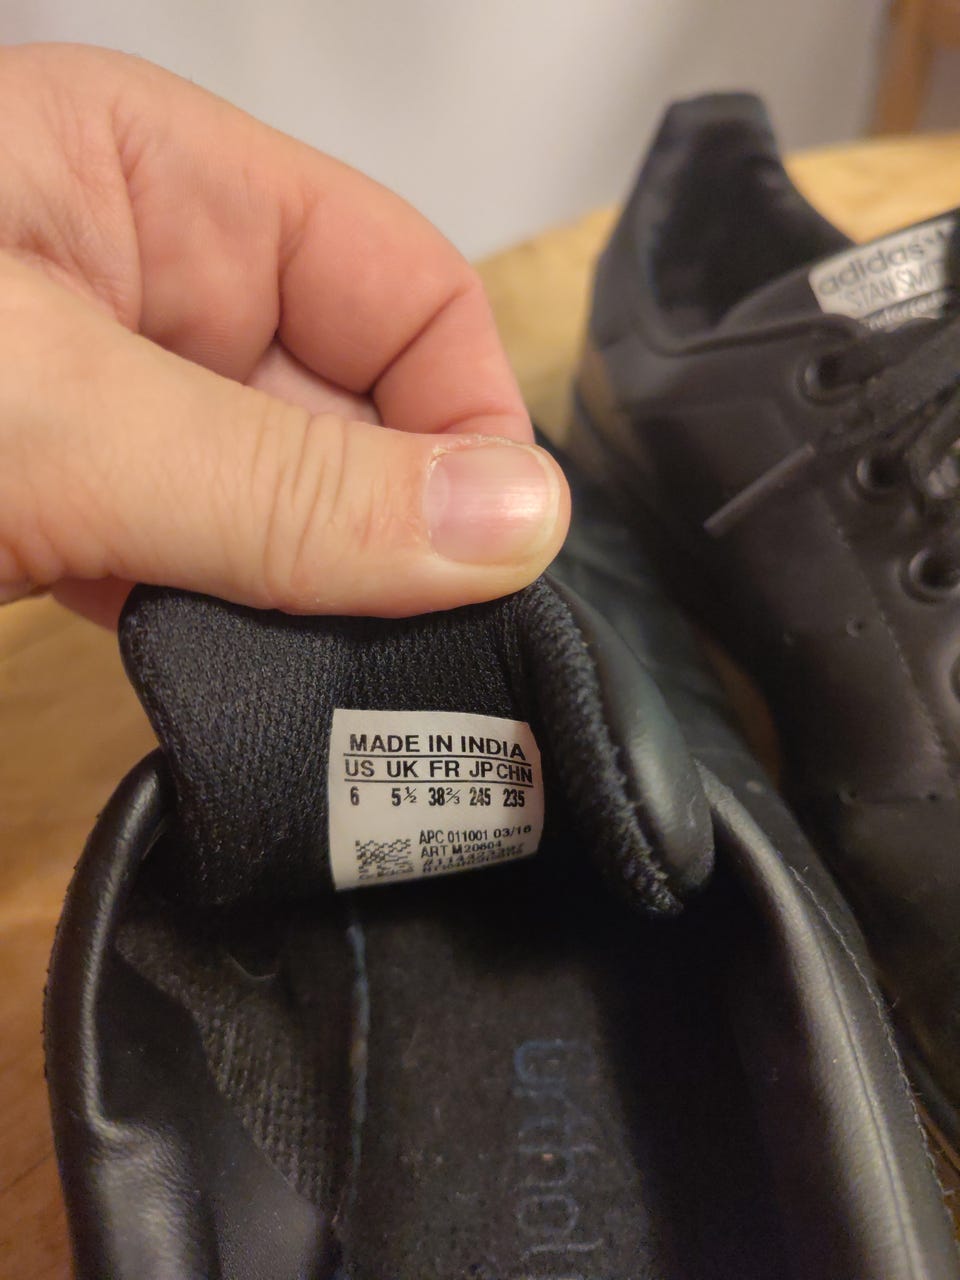 adidas
STAN SMITH
MADE IN INDIA
US UK FR JP CHN
6 5½ 38⅔ 245 235
APC 011001 03/16
ART M20604